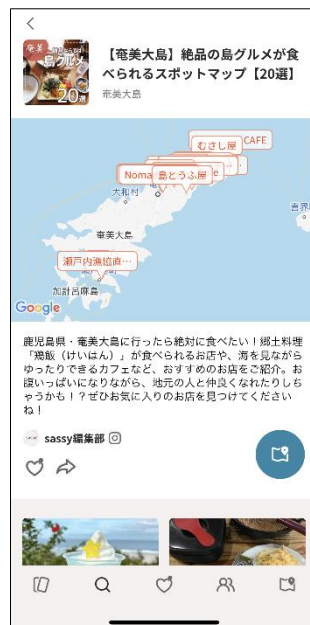 奄美
島グルメ
20選
【奄美大島】絶品の島グルメが食
べられるスポットマップ【20選】
奄美大島
CAFE
むさし屋
Noma
島とうふ屋
大和村
喜界
奄美大島
瀬戸内漁協直…
加計呂麻島
Google
鹿児島県・奄美大島に行ったら絶対に食べたい！郷土料理
「鶏飯（けいはん）」が食べられるお店や、海を見ながら
ゆったりできるカフェなど、おすすめのお店をご紹介。お
腹いっぱいになりながら、地元の人と仲良くなれたりしち
ゃうかも！？ぜひお気に入りのお店を見つけてください
ね！
sassy編集部